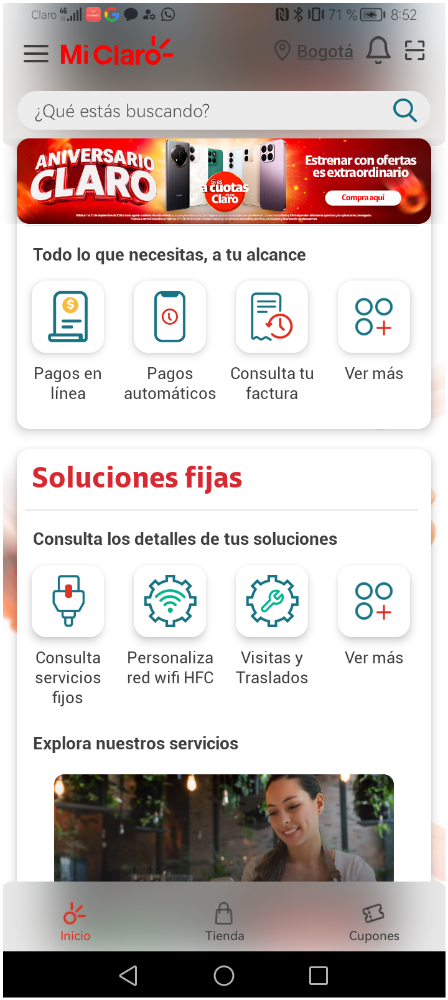 Claro 4G 71 % 8:52
Mi Claro
Bogotá
¿Qué estás buscando?
ANIVERSARIO
CLARO
Si es
a cuotas
es en
Claro
Estrenar con ofertas
es extraordinario
Compra aquí
Todo lo que necesitas, a tu alcance
Pagos en
línea
Pagos
automáticos
Consulta tu
factura
Ver más
Soluciones fijas
Consulta los detalles de tus soluciones
Consulta
servicios
fijos
Personaliza
red wifi HFC
Visitas y
Traslados
Ver más
Explora nuestros servicios
Inicio
Tienda
Cupones